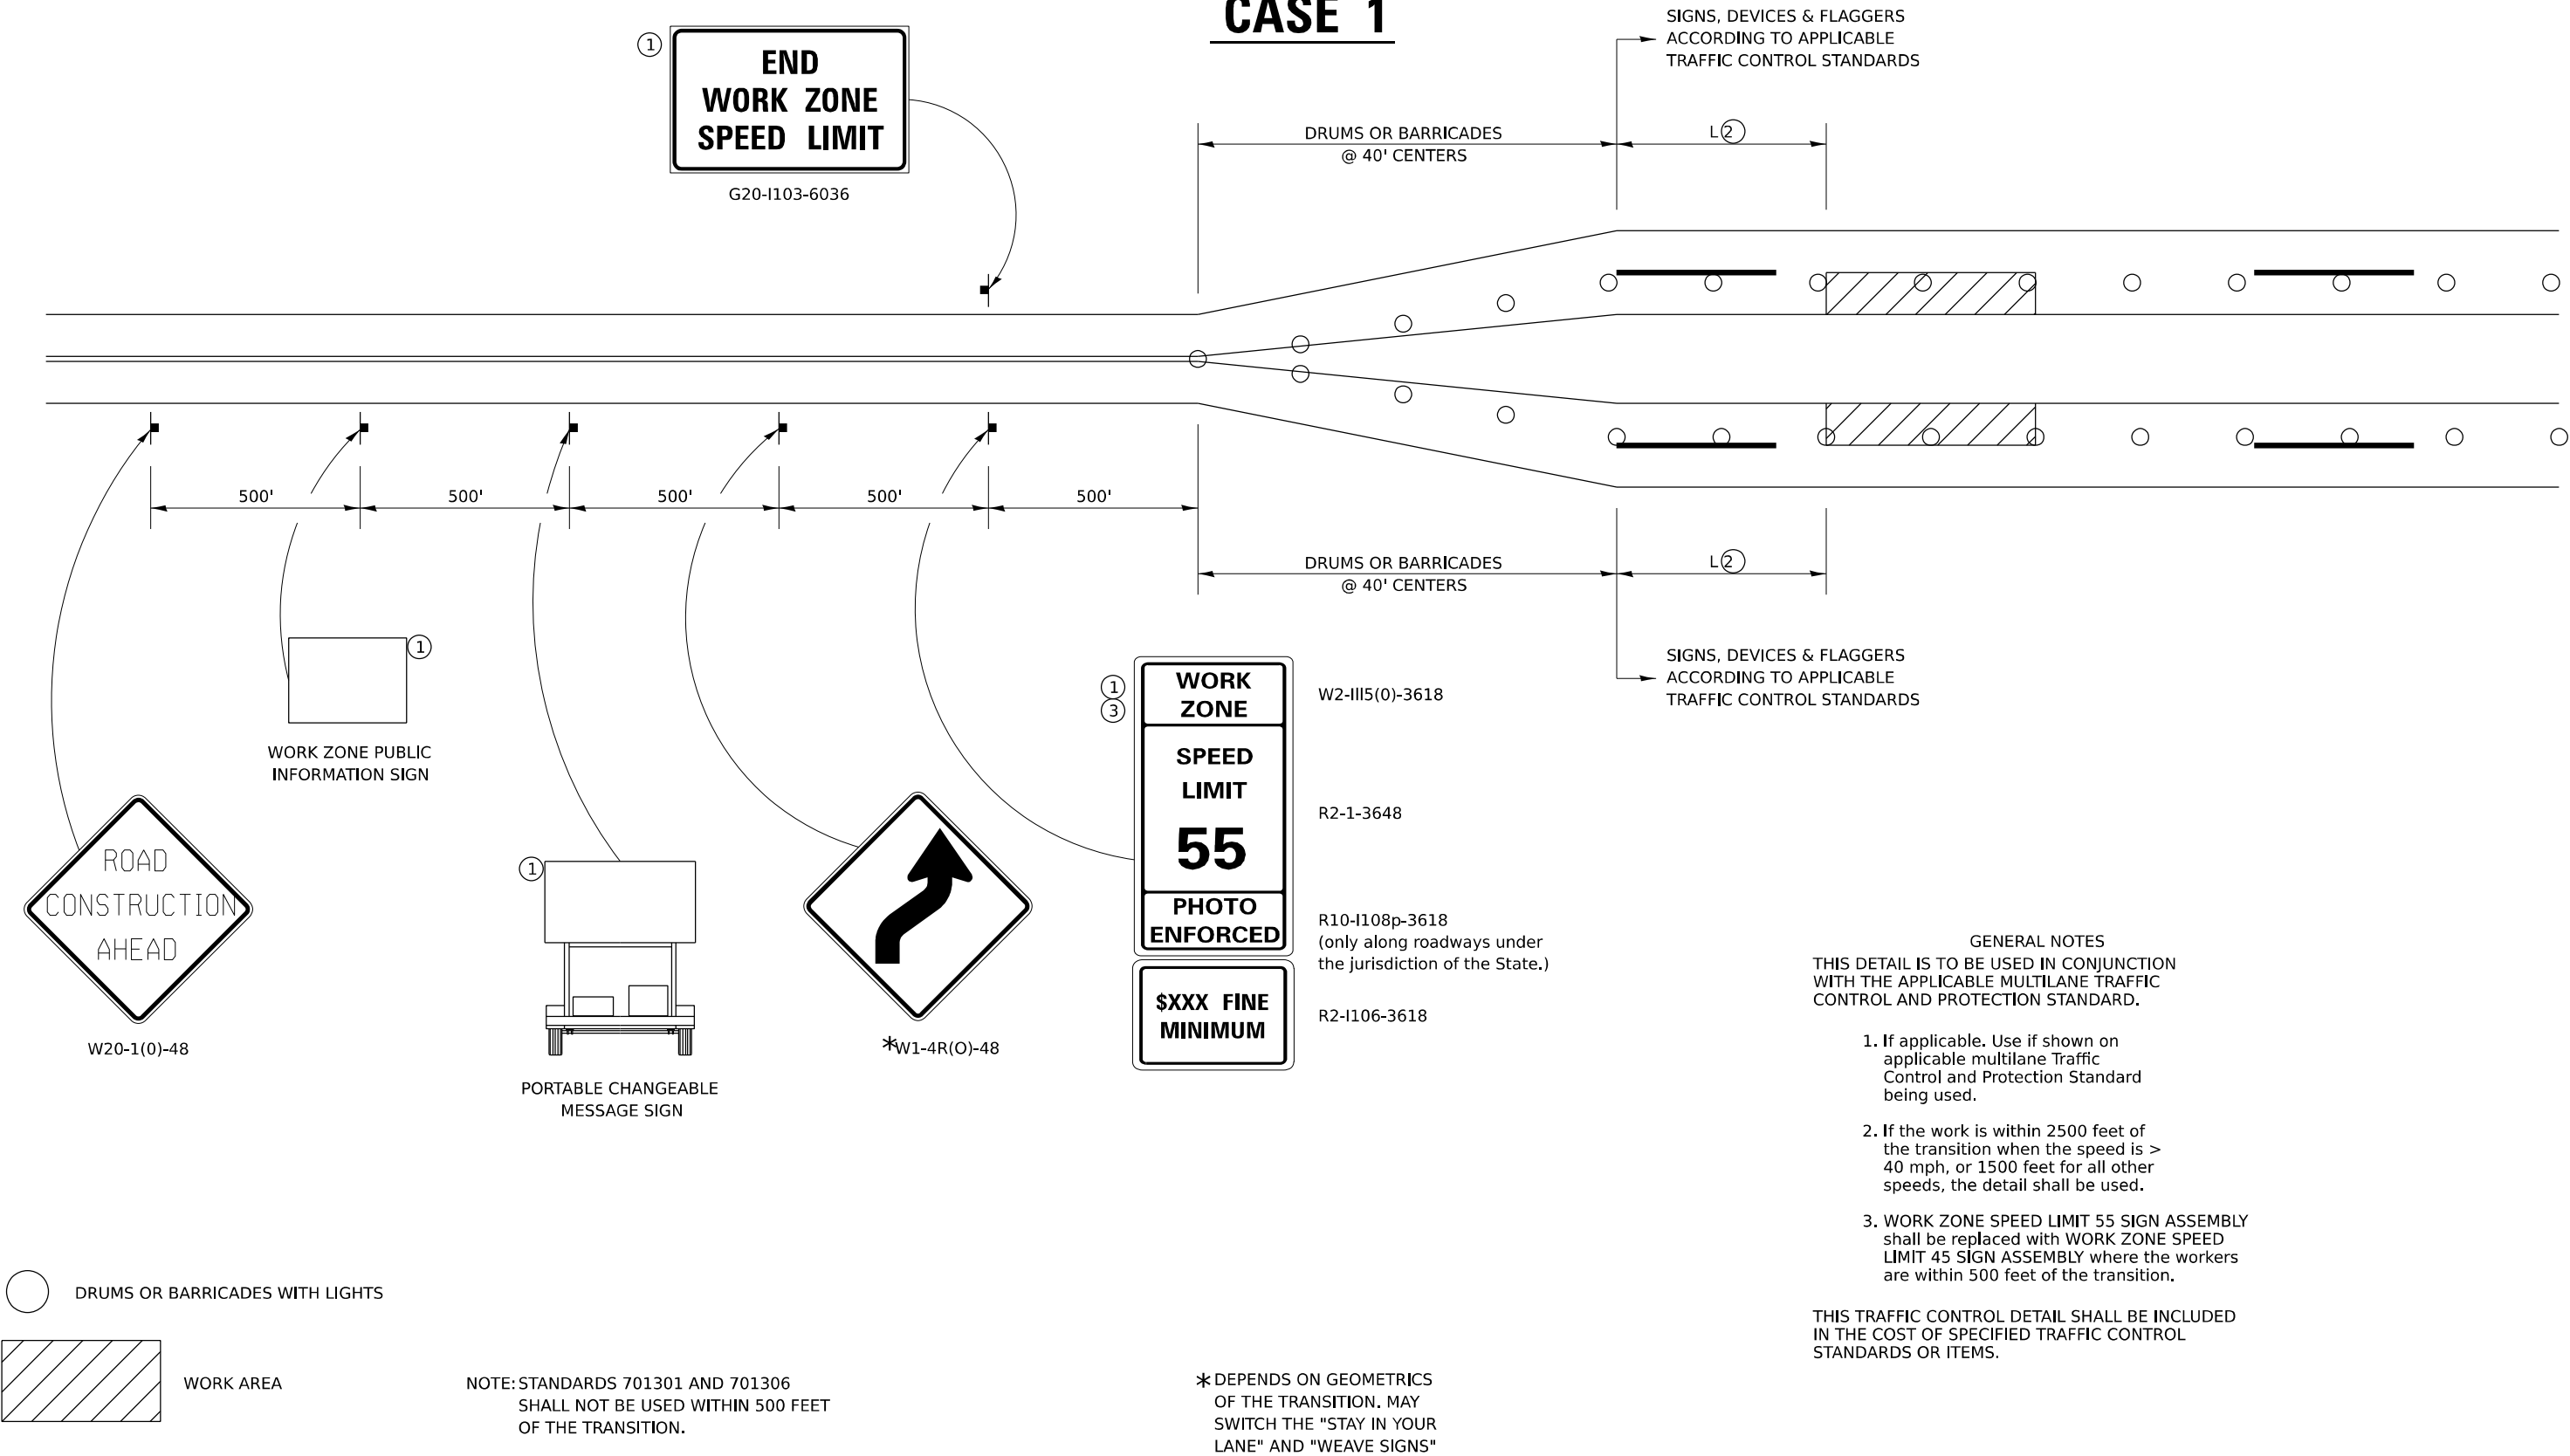 CASE 1
SIGNS, DEVICES & FLAGGERS
ACCORDING TO APPLICABLE
TRAFFIC CONTROL STANDARDS
1
END
WORK ZONE
SPEED LIMIT
G20-I103-6036
DRUMS OR BARRICADES
@ 40' CENTERS
L 2
500'
500'
500'
500'
500'
DRUMS OR BARRICADES
@ 40' CENTERS
L 2
SIGNS, DEVICES & FLAGGERS
ACCORDING TO APPLICABLE
TRAFFIC CONTROL STANDARDS
1
WORK ZONE PUBLIC
INFORMATION SIGN
ROAD
CONSTRUCTION
AHEAD
W20-1(0)-48
1
PORTABLE CHANGEABLE
MESSAGE SIGN
*W1-4R(O)-48
1
3
WORK
ZONE
W2-III5(0)-3618
SPEED
LIMIT
55
R2-1-3648
PHOTO
ENFORCED
R10-I108p-3618
(only along roadways under
the jurisdiction of the State.)
$XXX FINE
MINIMUM
R2-I106-3618
GENERAL NOTES
THIS DETAIL IS TO BE USED IN CONJUNCTION
WITH THE APPLICABLE MULTILANE TRAFFIC
CONTROL AND PROTECTION STANDARD.
1. If applicable. Use if shown on
applicable multilane Traffic
Control and Protection Standard
being used.
2. If the work is within 2500 feet of
the transition when the speed is >
40 mph, or 1500 feet for all other
speeds, the detail shall be used.
3. WORK ZONE SPEED LIMIT 55 SIGN ASSEMBLY
shall be replaced with WORK ZONE SPEED
LIMIT 45 SIGN ASSEMBLY where the workers
are within 500 feet of the transition.
THIS TRAFFIC CONTROL DETAIL SHALL BE INCLUDED
IN THE COST OF SPECIFIED TRAFFIC CONTROL
STANDARDS OR ITEMS.
DRUMS OR BARRICADES WITH LIGHTS
WORK AREA
NOTE: STANDARDS 701301 AND 701306
SHALL NOT BE USED WITHIN 500 FEET
OF THE TRANSITION.
* DEPENDS ON GEOMETRICS
OF THE TRANSITION. MAY
SWITCH THE "STAY IN YOUR
LANE" AND "WEAVE SIGNS"